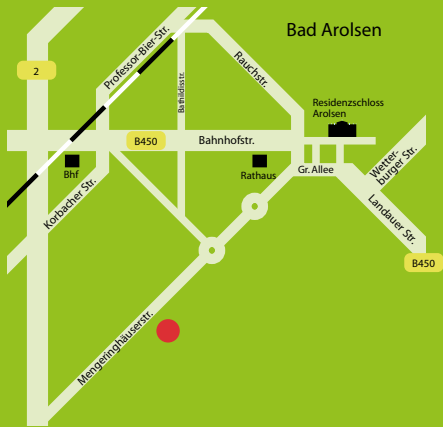 Bad Arolsen
2
Professor-Bier-Str.
Rauchstr.
Bathildisstr.
Residenzschloss
Arolsen
B450
Bahnhofstr.
Wetter-
burger Str.
Bhf
Rathaus
Gr. Allee
Korbacher Str.
Landauer Str.
B450
Mengeringhäuserstr.